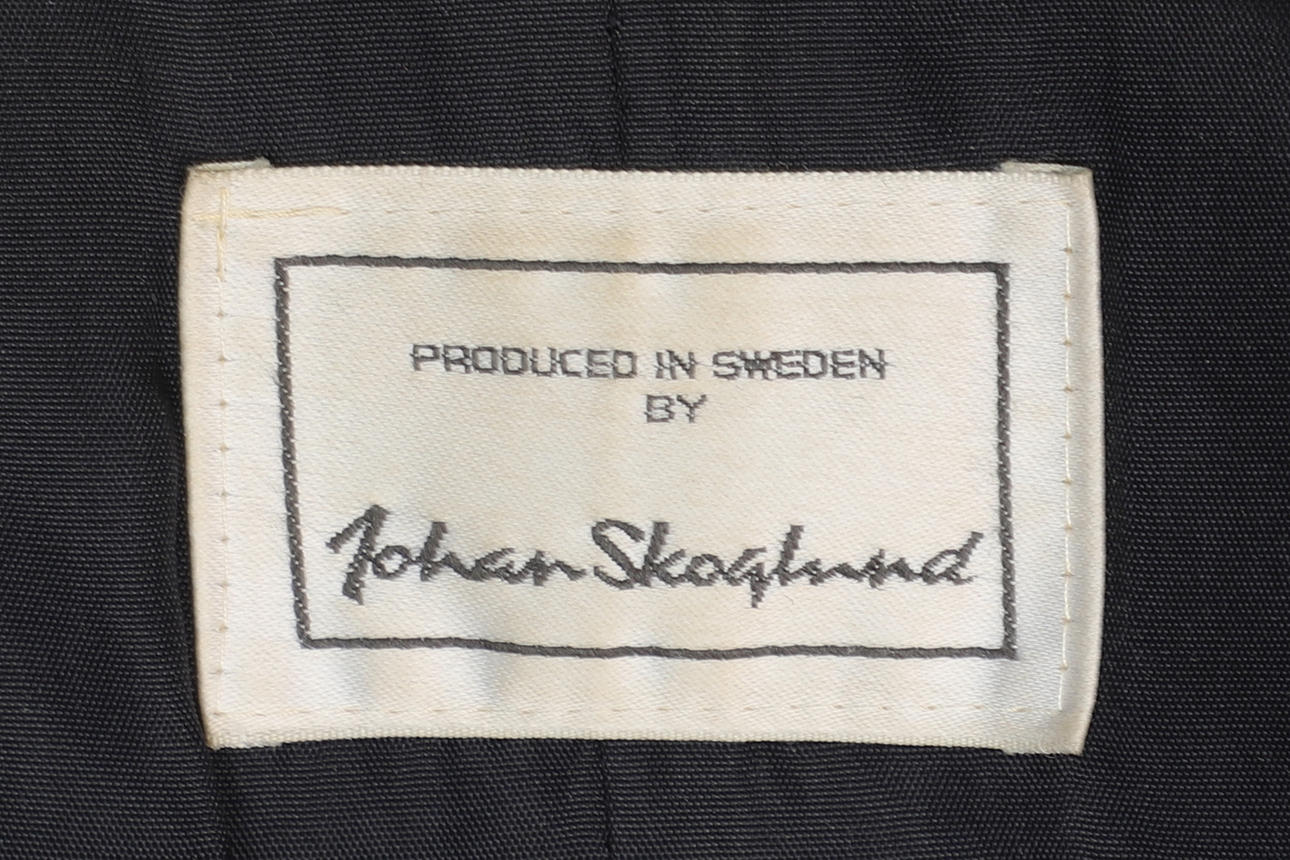 PRODUCED IN SWEDEN
BY
Johan Skoglund